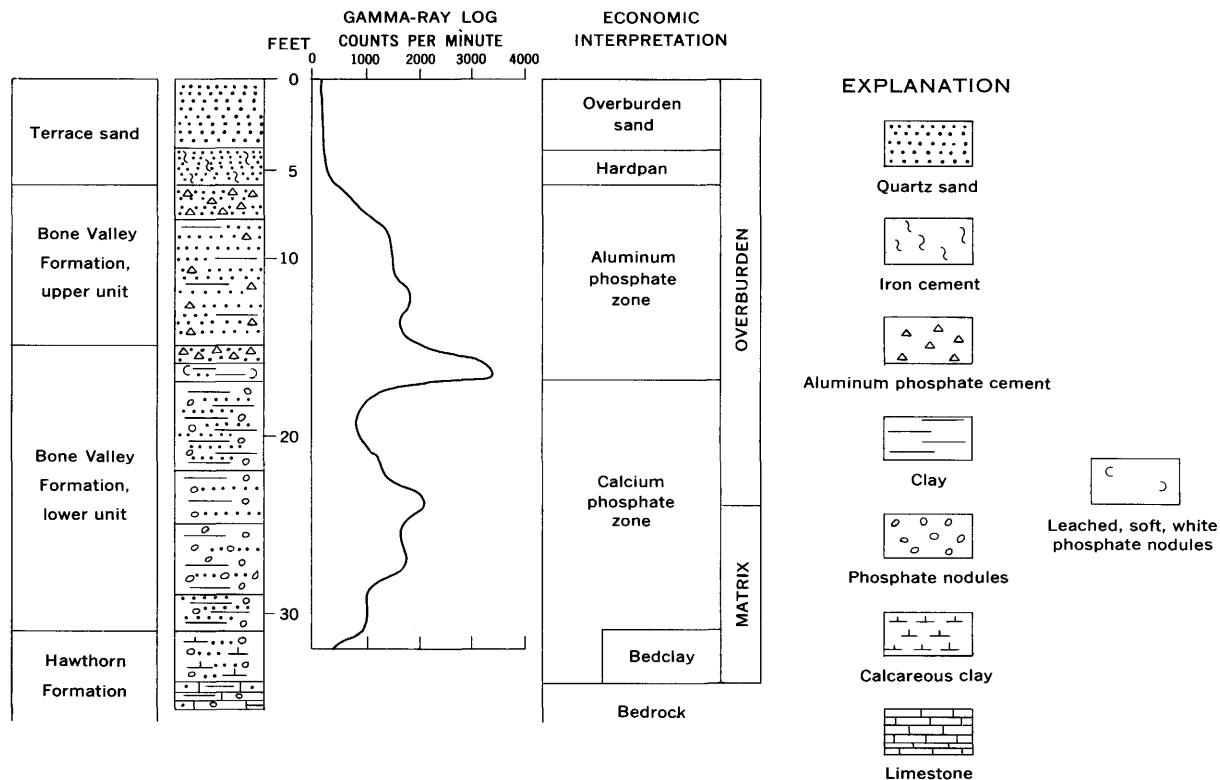 GAMMA-RAY LOG
COUNTS PER MINUTE
ECONOMIC
INTERPRETATION
FEET
0
1000
2000
3000
4000
0
5
10
20
30
Terrace sand
Bone Valley
Formation,
upper unit
Bone Valley
Formation,
lower unit
Hawthorn
Formation
Overburden
sand
Hardpan
Aluminum
phosphate
zone
Calcium
phosphate
zone
Bedclay
Bedrock
OVERBURDEN
MATRIX
EXPLANATION
Quartz sand
Iron cement
Aluminum phosphate cement
Clay
Phosphate nodules
Calcareous clay
Limestone
Leached, soft, white
phosphate nodules